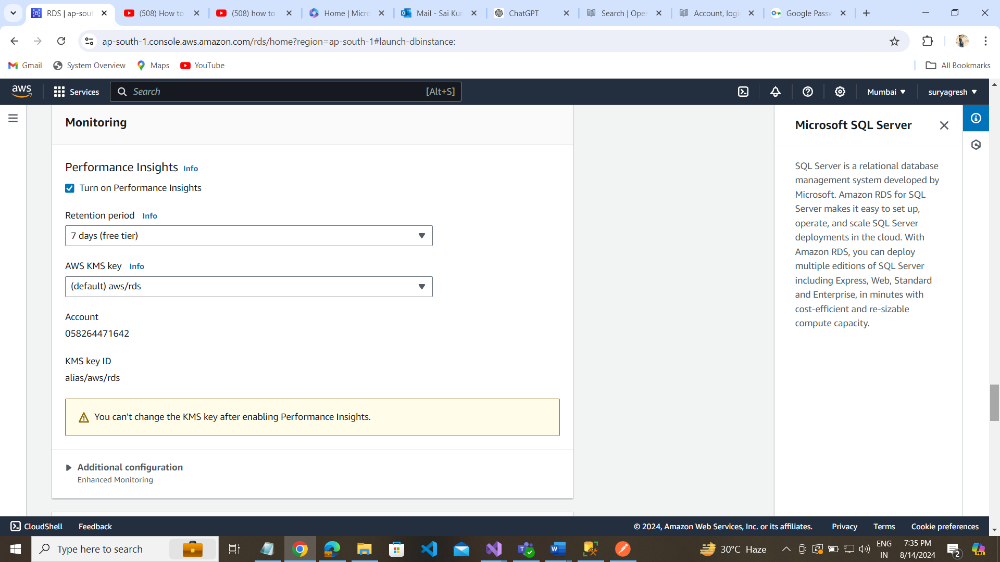 RDS | ap-sout
(508) How to
(508) how to
Home | Micro
Mail - Sai Kur
ChatGPT
Search | Oper
Account, logi
Google Passw
ap-south-1.console.aws.amazon.com/rds/home?region=ap-south-1#launch-dbinstance:
Gmail System Overview Maps YouTube All Bookmarks
aws Services Search [Alt+S] Mumbai suryagresh
Monitoring
Performance Insights Info
Turn on Performance Insights
Retention period Info
7 days (free tier)
AWS KMS key Info
(default) aws/rds
Account
058264471642
KMS key ID
alias/aws/rds
You can't change the KMS key after enabling Performance Insights.
Additional configuration
Enhanced Monitoring
Microsoft SQL Server
SQL Server is a relational database
management system developed by
Microsoft. Amazon RDS for SQL
Server makes it easy to set up,
operate, and scale SQL Server
deployments in the cloud. With
Amazon RDS, you can deploy
multiple editions of SQL Server
including Express, Web, Standard
and Enterprise, in minutes with
cost-efficient and re-sizable
compute capacity.
CloudShell Feedback © 2024, Amazon Web Services, Inc. or its affiliates. Privacy Terms Cookie preferences
Type here to search
30°C Haze
ENG
IN
7:35 PM
8/14/2024
2
PRE